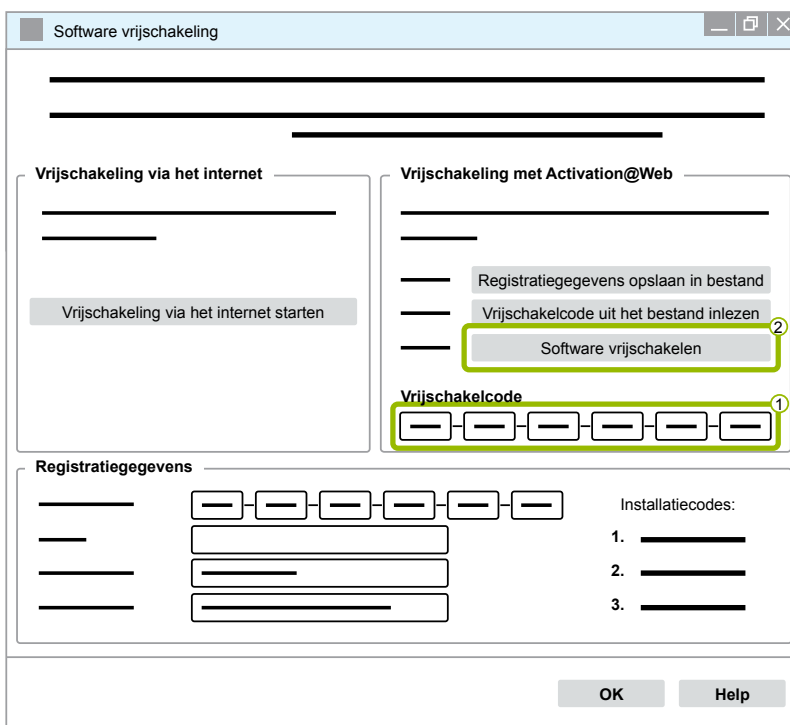 Software vrijschakeling
Vrijschakeling via het internet
Vrijschakeling via het internet starten
Vrijschakeling met Activation@Web
Registratiegegevens opslaan in bestand
Vrijschakelcode uit het bestand inlezen
2
Software vrijschakelen
Vrijschakelcode
1
Registratiegegevens
Installatiecodes:
1.
2.
3.
OK
Help